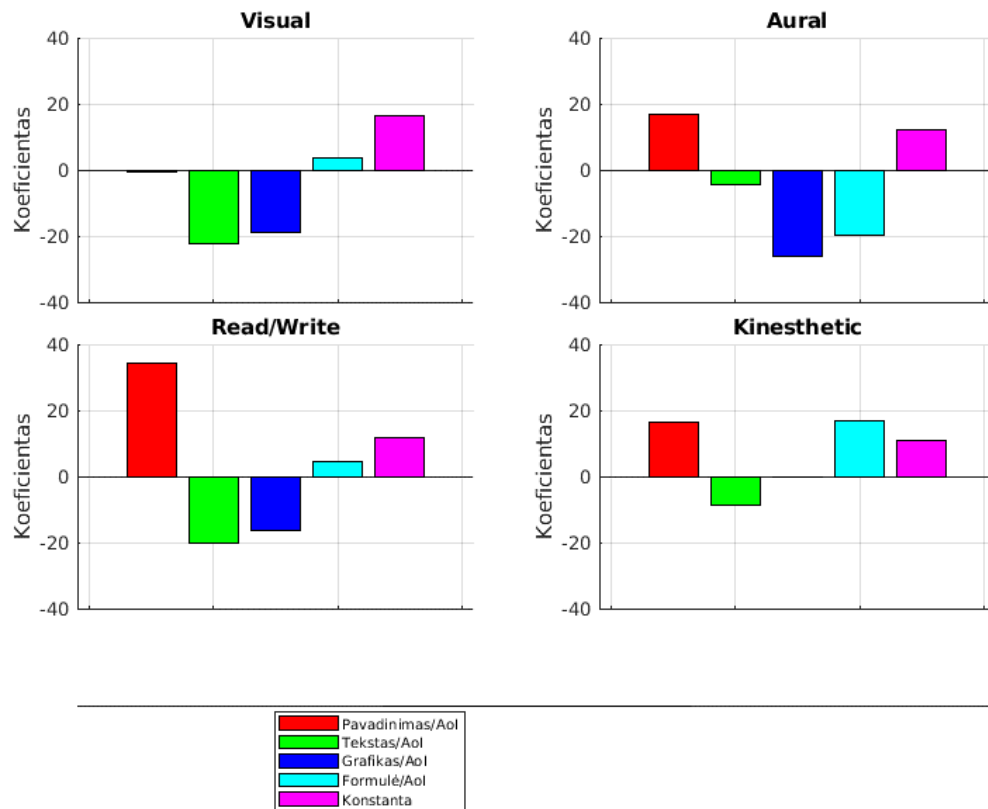 Visual
40
20
0
-20
-40
Koeficientas
Aural
40
20
0
-20
-40
Koeficientas
Read/Write
40
20
0
-20
-40
Koeficientas
Kinesthetic
40
20
0
-20
-40
Koeficientas
Pavadinimas/AoI
Tekstas/AoI
Grafikas/AoI
Formulė/AoI
Konstanta